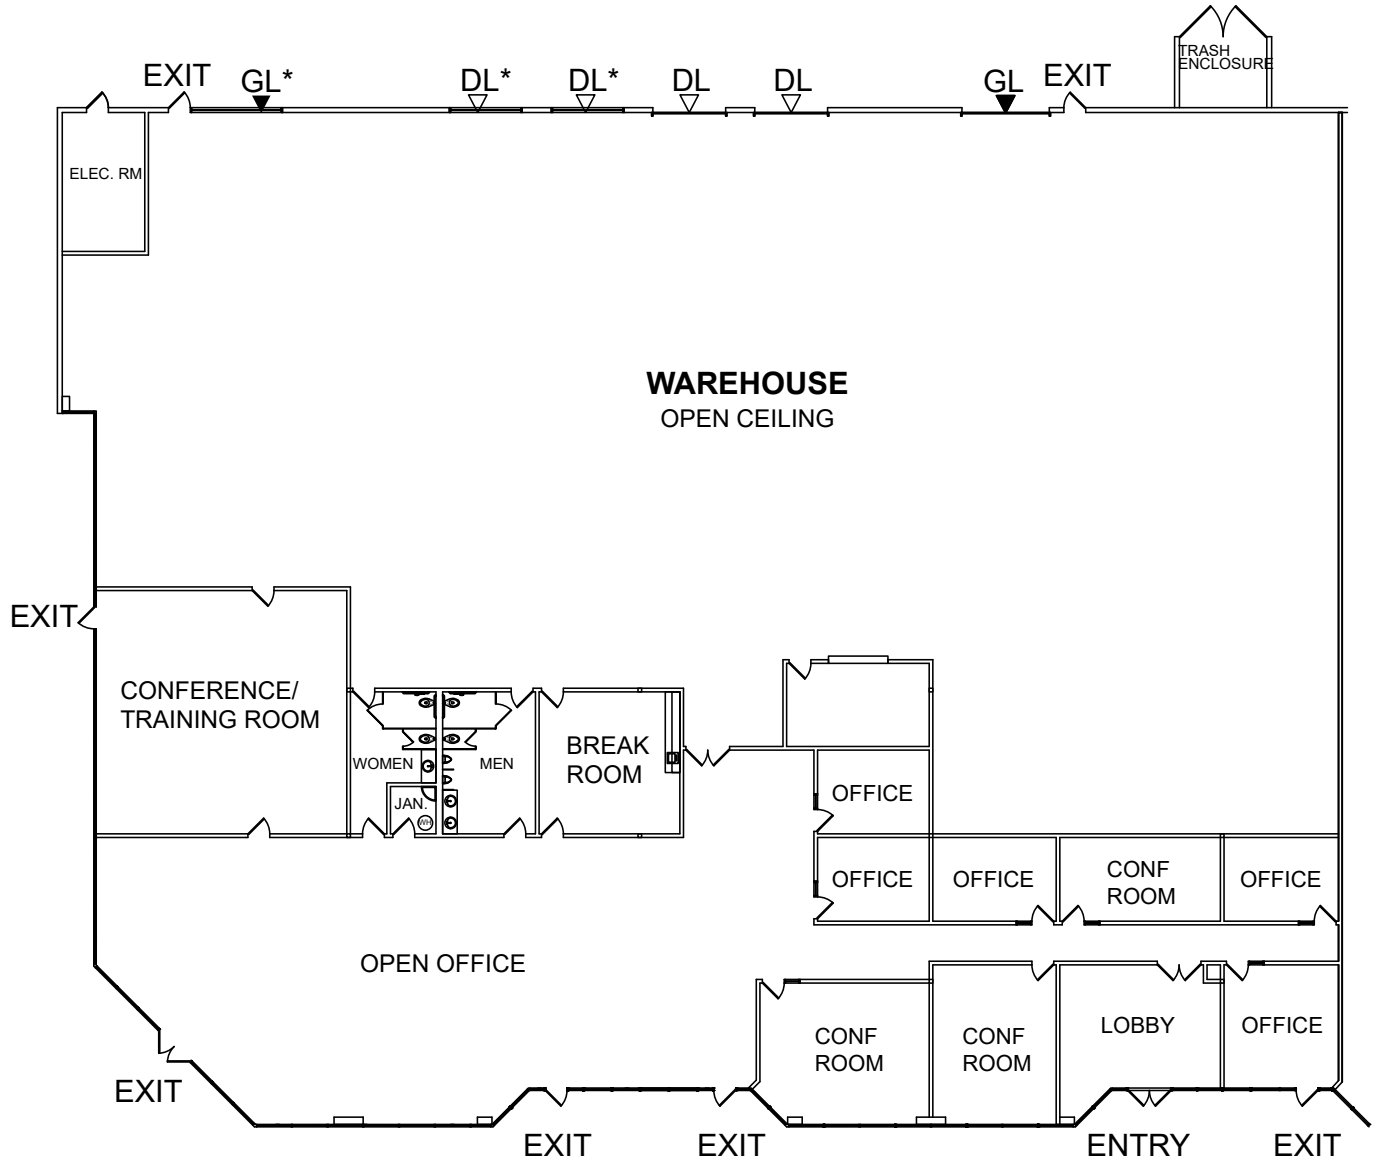 TRASH
ENCLOSURE
EXIT
GL*
DL*
DL*
DL
DL
GL
EXIT
ELEC. RM
WAREHOUSE
OPEN CEILING
EXIT
CONFERENCE/
TRAINING ROOM
WOMEN
MEN
BREAK
ROOM
JAN.
WH
OFFICE
OFFICE
OFFICE
CONF
ROOM
OFFICE
OPEN OFFICE
CONF
ROOM
CONF
ROOM
LOBBY
OFFICE
EXIT
EXIT
EXIT
ENTRY
EXIT